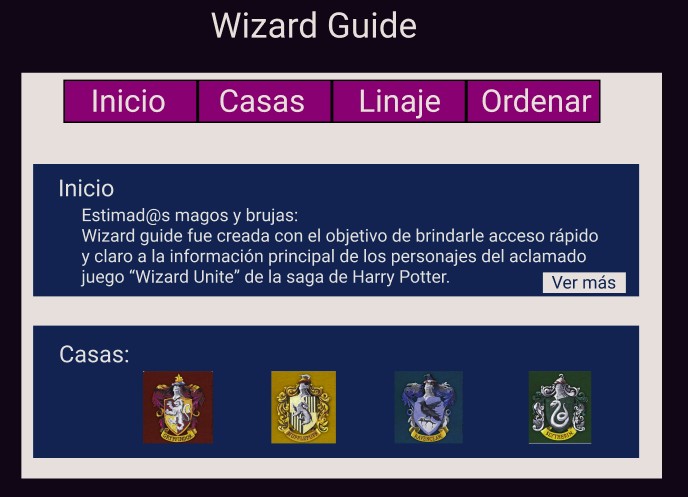 Wizard Guide
Inicio Casas Linaje Ordenar
Inicio
Estimad@s magos y brujas:
Wizard guide fue creada con el objetivo de brindarle acceso rápido
y claro a la información principal de los personajes del aclamado
juego “Wizard Unite” de la saga de Harry Potter.
Ver más
Casas: